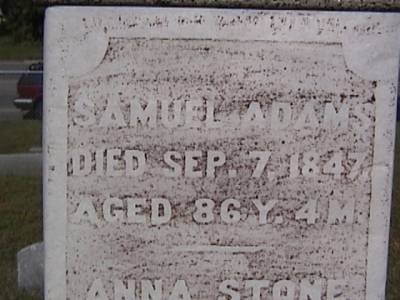 SAMUEL ADAMS
DIED SEP. 7, 1847,
AGED 86 Y. 4 M.
ANNA STONE